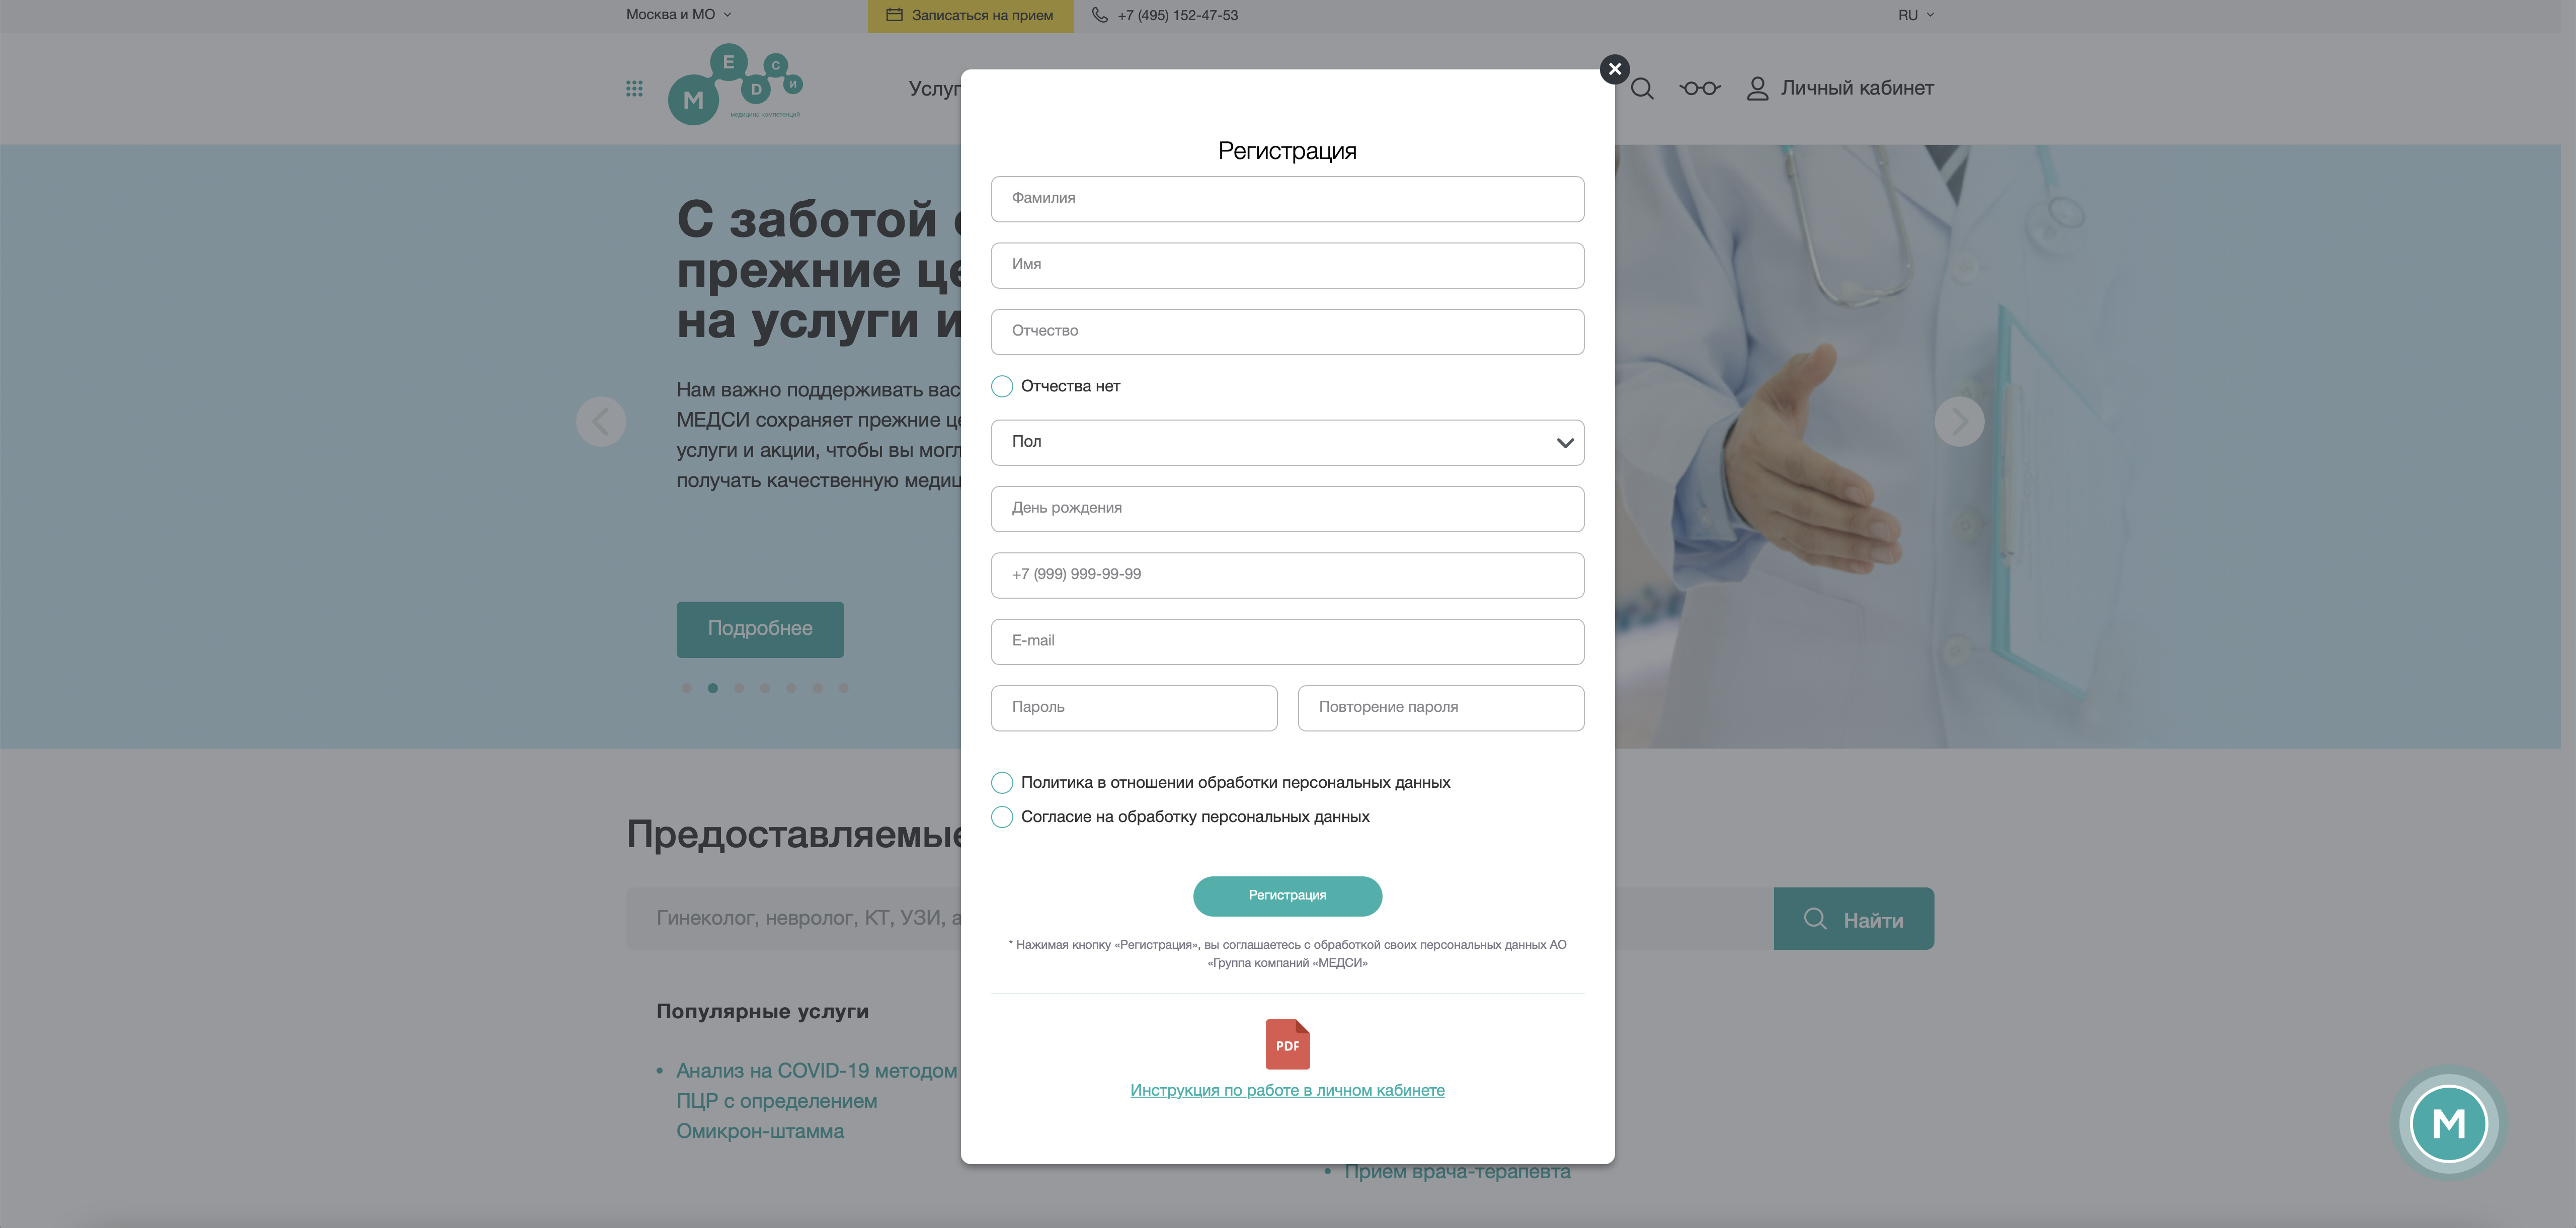 Москва и МО
Записаться на прием
+7 (495) 152-47-53
RU
М Е D С И
медицины компетенций
Услуг
Личный кабинет
Регистрация
Фамилия
Имя
Отчество
Отчества нет
Пол
День рождения
+7 (999) 999-99-99
E-mail
Пароль
Повторение пароля
Политика в отношении обработки персональных данных
Согласие на обработку персональных данных
Регистрация
* Нажимая кнопку «Регистрация», вы соглашаетесь с обработкой своих персональных данных АО
«Группа компаний «МЕДСИ»
PDF
Инструкция по работе в личном кабинете
С заботой
прежние це
на услуги и
Нам важно поддерживать вас
МЕДСИ сохраняет прежние це
услуги и акции, чтобы вы могл
получать качественную медиц
Подробнее
Предоставляемые
Гинеколог, невролог, КТ, УЗИ, а
Найти
Популярные услуги
Анализ на COVID-19 методом
ПЦР с определением
Омикрон-штамма
Прием врача-терапевта
М